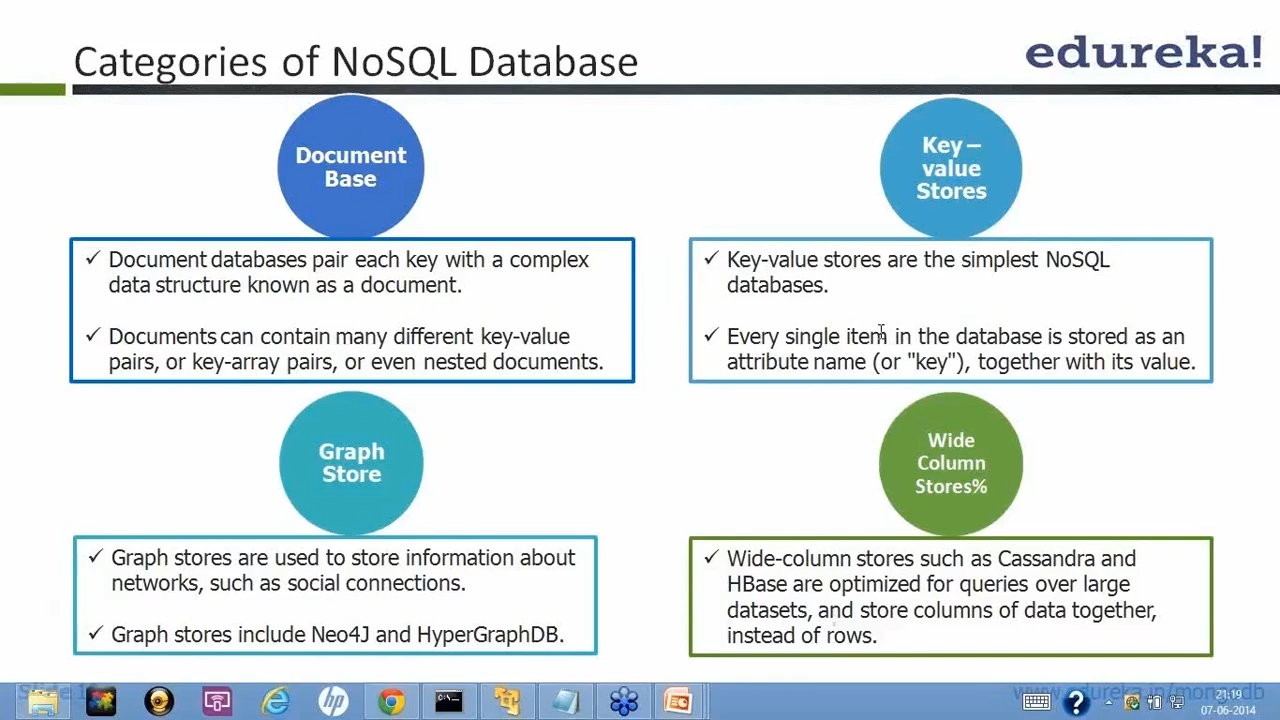 Categories of NoSQL Database
edureka!
Document
Base
Document databases pair each key with a complex
data structure known as a document.
Documents can contain many different key-value
pairs, or key-array pairs, or even nested documents.
Key –
value
Stores
Key-value stores are the simplest NoSQL
databases.
Every single item in the database is stored as an
attribute name (or "key"), together with its value.
Graph
Store
Graph stores are used to store information about
networks, such as social connections.
Graph stores include Neo4J and HyperGraphDB.
Wide
Column
Stores%
Wide-column stores such as Cassandra and
HBase are optimized for queries over large
datasets, and store columns of data together,
instead of rows.
Slide
hp
www.edureka.in/mongodb
21:19
07-06-2014